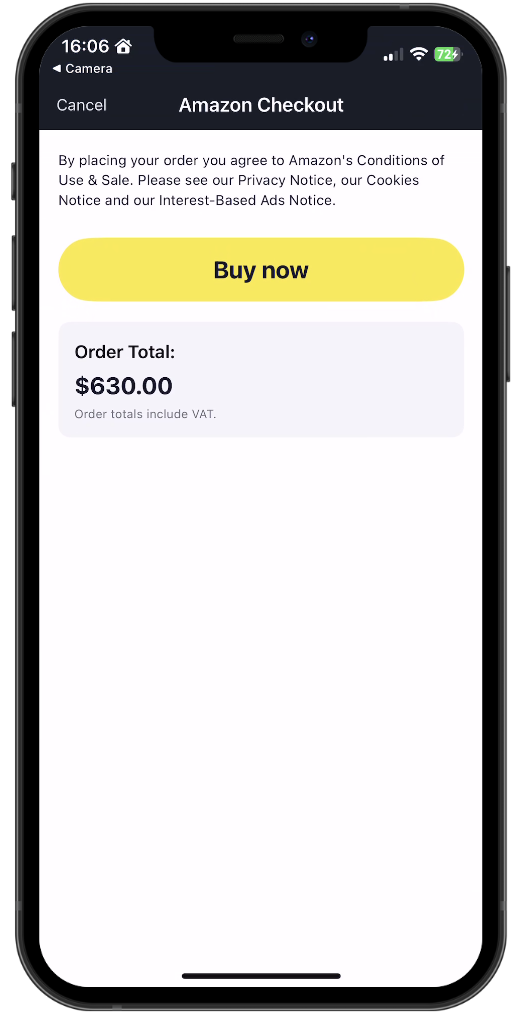 16:06
◀ Camera
72
Cancel
Amazon Checkout
By placing your order you agree to Amazon's Conditions of
Use & Sale. Please see our Privacy Notice, our Cookies
Notice and our Interest-Based Ads Notice.
Buy now
Order Total:
$630.00
Order totals include VAT.